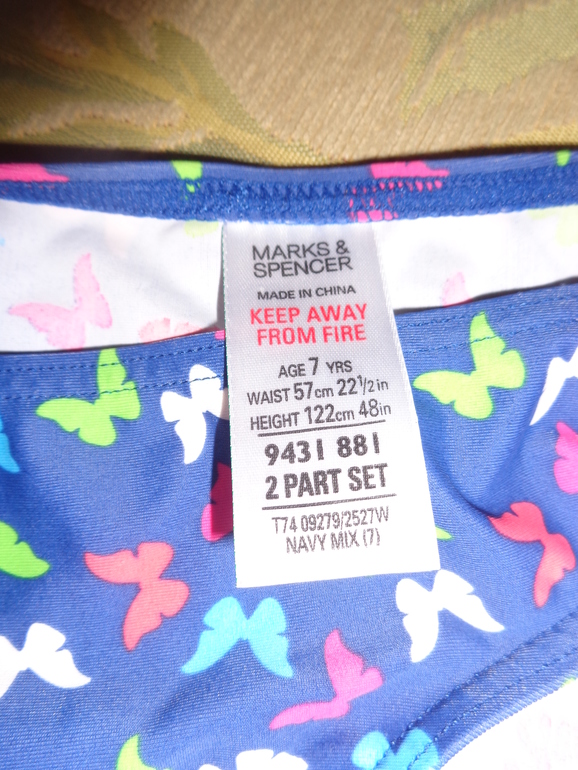 MARKS &
SPENCER
MADE IN CHINA
KEEP AWAY
FROM FIRE
AGE 7 YRS
WAIST 57cm 22½in
HEIGHT 122cm 48in
9431 881
2 PART SET
T74 09279/2527W
NAVY MIX (7)